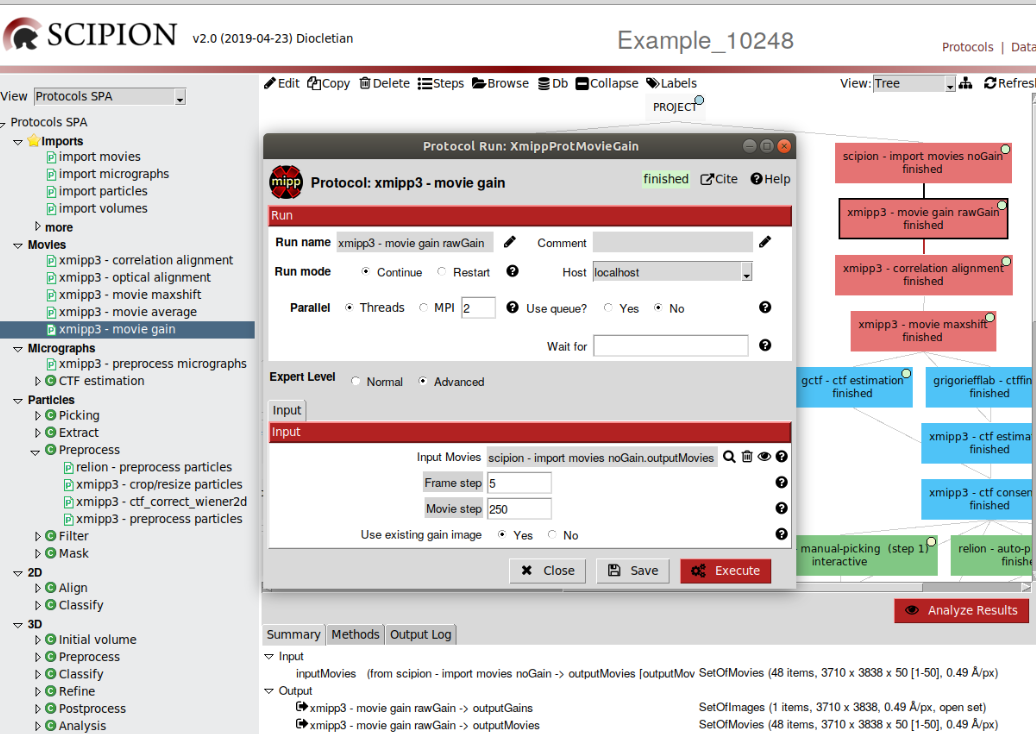 SCIPION v2.0 (2019-04-23) Diocletian
Example_10248
Protocols | Data
View Protocols SPA
Protocols SPA
Imports
import movies
import micrographs
import particles
import volumes
more
Movies
xmipp3 - correlation alignment
xmipp3 - optical alignment
xmipp3 - movie maxshift
xmipp3 - movie average
xmipp3 - movie gain
Micrographs
xmipp3 - preprocess micrographs
CTF estimation
Particles
Picking
Extract
Preprocess
relion - preprocess particles
xmipp3 - crop/resize particles
xmipp3 - ctf_correct_wiener2d
xmipp3 - preprocess particles
Filter
Mask
2D
Align
Classify
3D
Initial volume
Preprocess
Classify
Refine
Postprocess
Analysis
Edit Copy Delete Steps Browse Db Collapse Labels
View: Tree Refres
PROJECT
scipion - import movies noGain
finished
xmipp3 - movie gain rawGain
finished
xmipp3 - correlation alignment
finished
xmipp3 - movie maxshift
finished
gctf - ctf estimation
finished
grigoriefflab - ctffin
finished
xmipp3 - ctf estima
finished
xmipp3 - ctf consen
finished
manual-picking (step 1)
interactive
relion - auto-p
finishe
Protocol Run: XmippProtMovieGain
mipp
Protocol: xmipp3 - movie gain
finished Cite Help
Run
Run name xmipp3 - movie gain rawGain Comment
Run mode Continue Restart Host localhost
Parallel Threads MPI 2 Use queue? Yes No
Wait for
Expert Level Normal Advanced
Input
Input
Input Movies scipion - import movies noGain.outputMovies
Frame step 5
Movie step 250
Use existing gain image Yes No
Close Save Execute
Analyze Results
Summary Methods Output Log
Input
inputMovies (from scipion - import movies noGain -> outputMovies [outputMov SetOfMovies (48 items, 3710 x 3838 x 50 [1-50], 0.49 Å/px)
Output
xmipp3 - movie gain rawGain -> outputGains SetOfImages (1 items, 3710 x 3838, 0.49 Å/px, open set)
xmipp3 - movie gain rawGain -> outputMovies SetOfMovies (48 items, 3710 x 3838 x 50 [1-50], 0.49 Å/px)